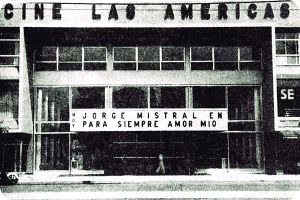 CINE LAS AMERICAS
HOY
JORGE MISTRAL EN
PARA SIEMPRE AMOR MIO
SE